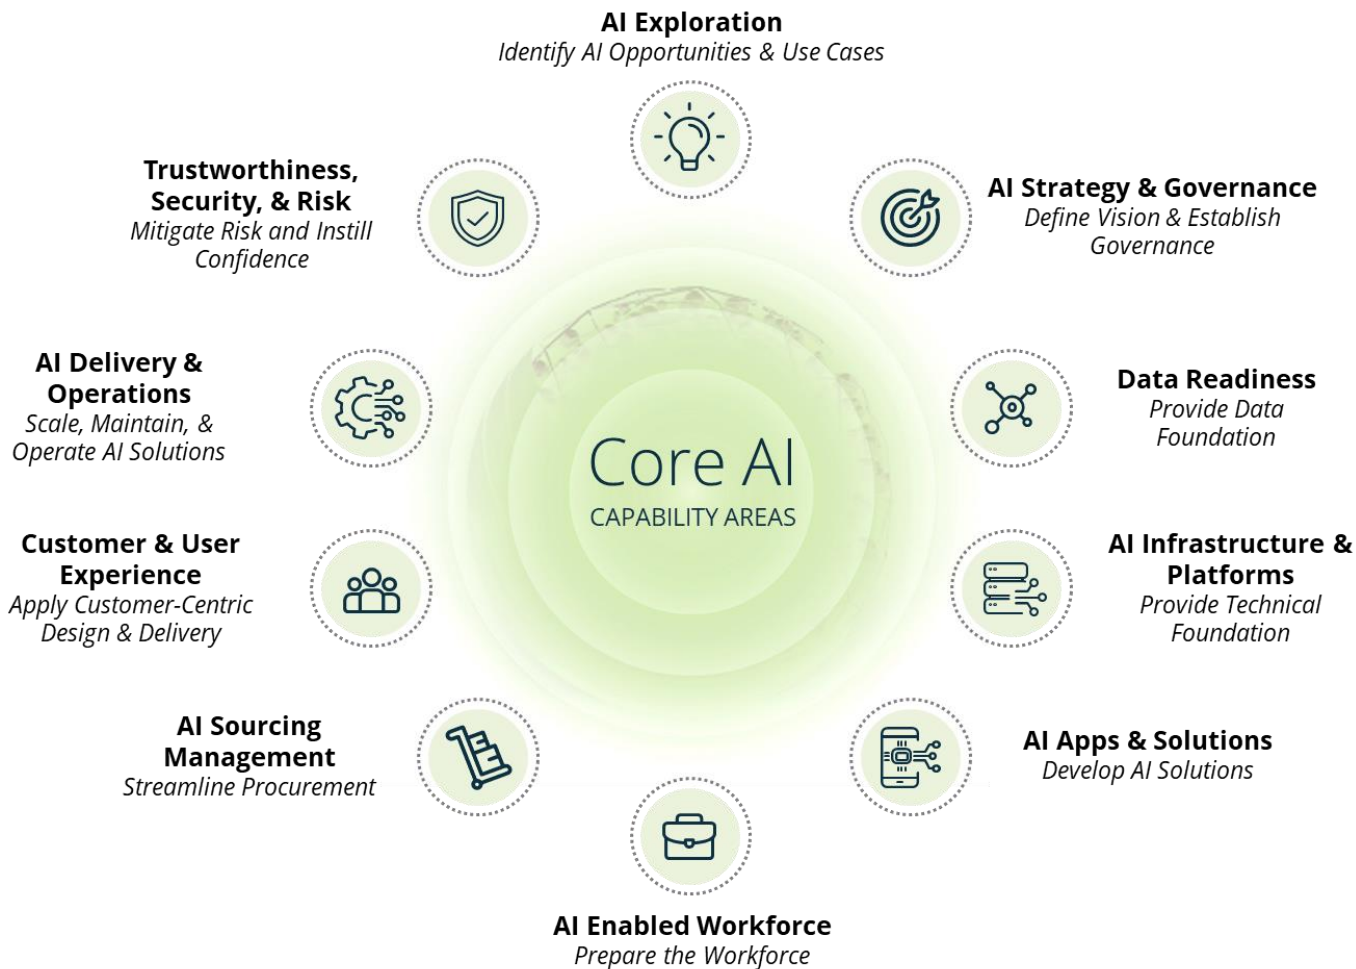 AI Exploration
Identify AI Opportunities & Use Cases
Trustworthiness,
Security, & Risk
Mitigate Risk and Instill
Confidence
AI Strategy & Governance
Define Vision & Establish
Governance
AI Delivery &
Operations
Scale, Maintain, &
Operate AI Solutions
Data Readiness
Provide Data
Foundation
Core AI
CAPABILITY AREAS
Customer & User
Experience
Apply Customer-Centric
Design & Delivery
AI Infrastructure &
Platforms
Provide Technical
Foundation
AI Sourcing
Management
Streamline Procurement
AI Apps & Solutions
Develop AI Solutions
AI Enabled Workforce
Prepare the Workforce